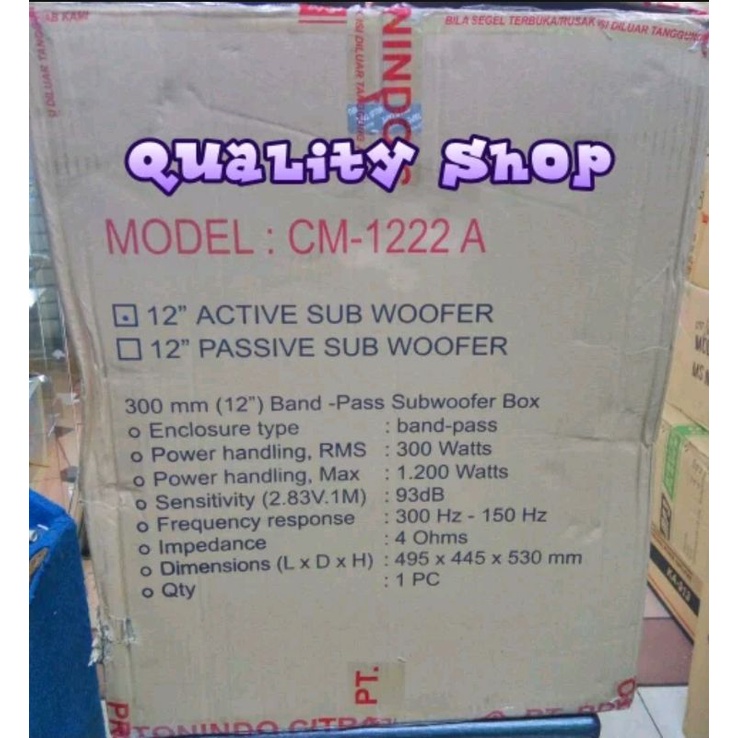 BILA SEGEL TERBUKA/RUSAK
DILUAR TANGGUNG
Quality Shop
MODEL : CM-1222 A
12” ACTIVE SUB WOOFER
12” PASSIVE SUB WOOFER
300 mm (12”) Band -Pass Subwoofer Box
o Enclosure type : band-pass
o Power handling, RMS : 300 Watts
o Power handling, Max : 1.200 Watts
o Sensitivity (2.83V.1M) : 93dB
o Frequency response : 300 Hz - 150 Hz
o Impedance : 4 Ohms
o Dimensions (L x D x H) : 495 x 445 x 530 mm
o Qty : 1 PC
PT.
TONINDO CITRA